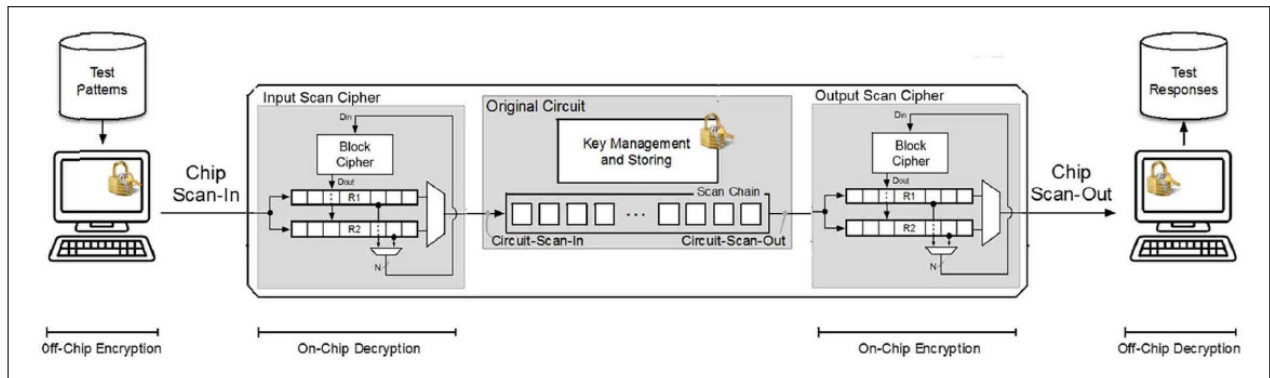 Test
Patterns
Chip
Scan-In
Input Scan Cipher
Din
Block
Cipher
Dout
R1
R2
N
Original Circuit
Key Management
and Storing
Scan Chain
...
Circuit-Scan-In
Circuit-Scan-Out
Output Scan Cipher
Din
Block
Cipher
Dout
R1
R2
N
Chip
Scan-Out
Test
Responses
Off-Chip Encryption
On-Chip Decryption
On-Chip Encryption
Off-Chip Decryption